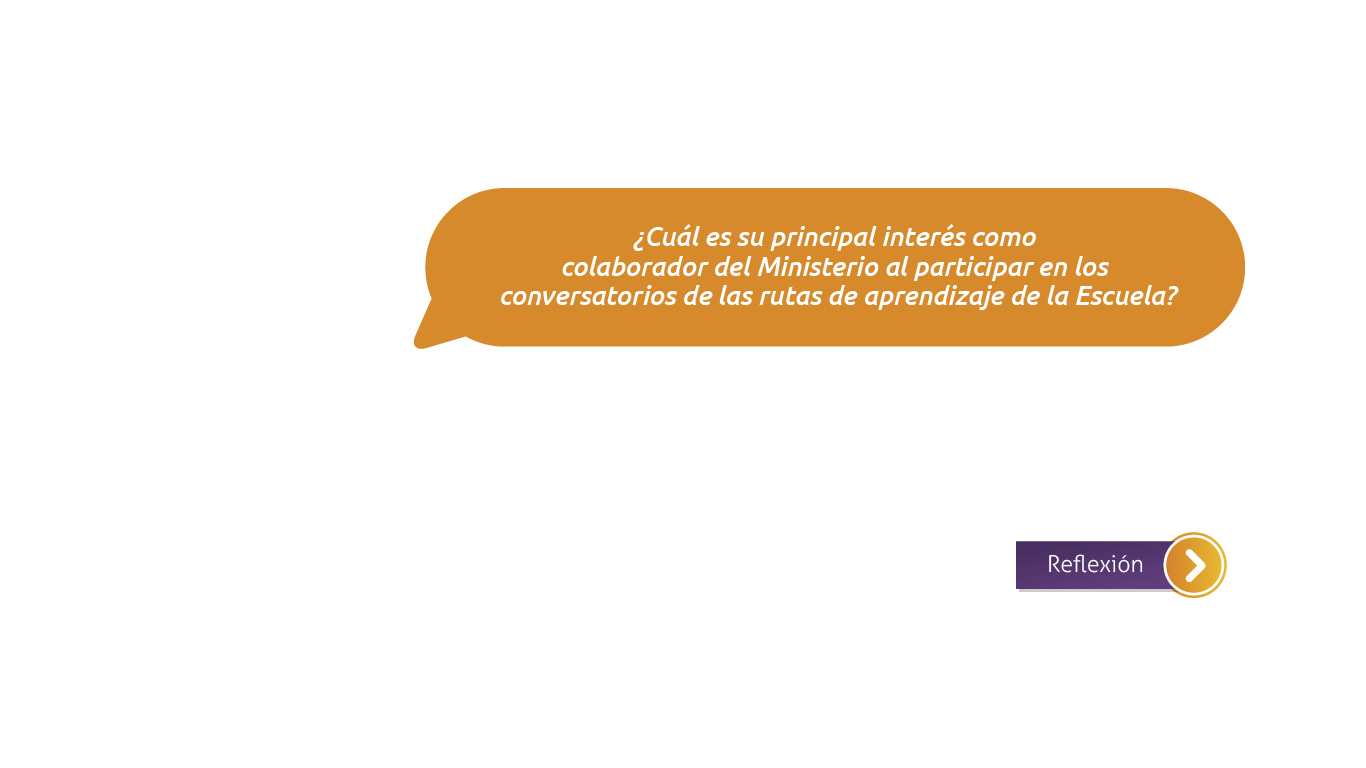 ¿Cuál es su principal interés como
colaborador del Ministerio al participar en los
conversatorios de las rutas de aprendizaje de la Escuela?
Reflexión